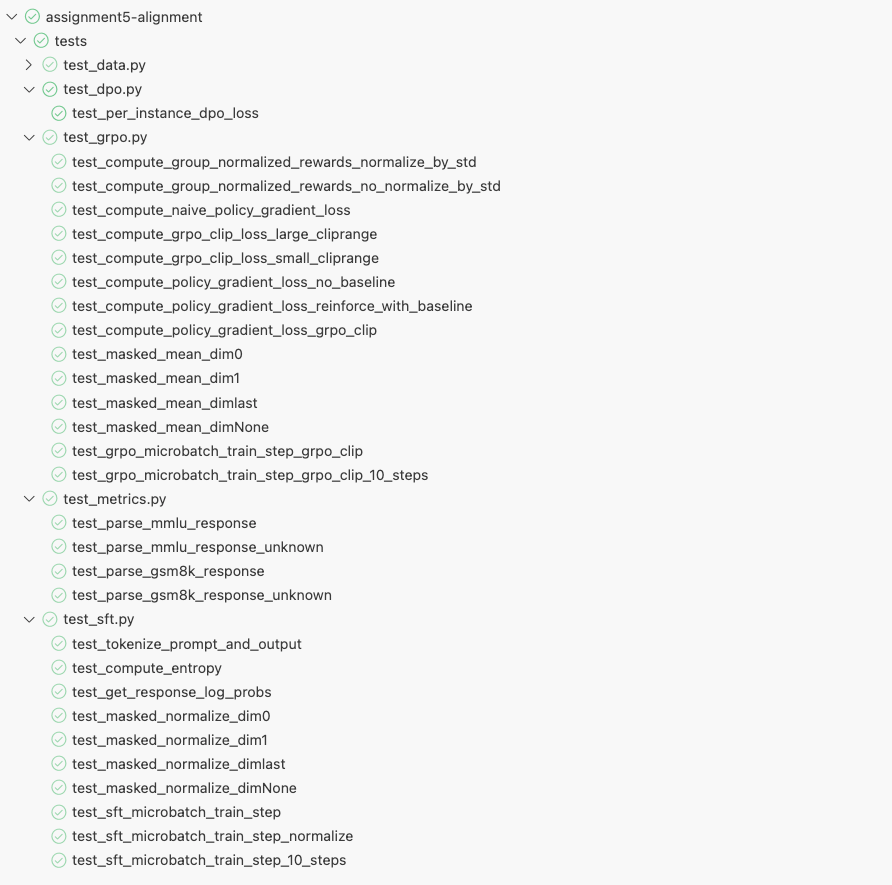 assignment5-alignment
tests
test_data.py
test_dpo.py
test_per_instance_dpo_loss
test_grpo.py
test_compute_group_normalized_rewards_normalize_by_std
test_compute_group_normalized_rewards_no_normalize_by_std
test_compute_naive_policy_gradient_loss
test_compute_grpo_clip_loss_large_cliprange
test_compute_grpo_clip_loss_small_cliprange
test_compute_policy_gradient_loss_no_baseline
test_compute_policy_gradient_loss_reinforce_with_baseline
test_compute_policy_gradient_loss_grpo_clip
test_masked_mean_dim0
test_masked_mean_dim1
test_masked_mean_dimlast
test_masked_mean_dimNone
test_grpo_microbatch_train_step_grpo_clip
test_grpo_microbatch_train_step_grpo_clip_10_steps
test_metrics.py
test_parse_mmlu_response
test_parse_mmlu_response_unknown
test_parse_gsm8k_response
test_parse_gsm8k_response_unknown
test_sft.py
test_tokenize_prompt_and_output
test_compute_entropy
test_get_response_log_probs
test_masked_normalize_dim0
test_masked_normalize_dim1
test_masked_normalize_dimlast
test_masked_normalize_dimNone
test_sft_microbatch_train_step
test_sft_microbatch_train_step_normalize
test_sft_microbatch_train_step_10_steps